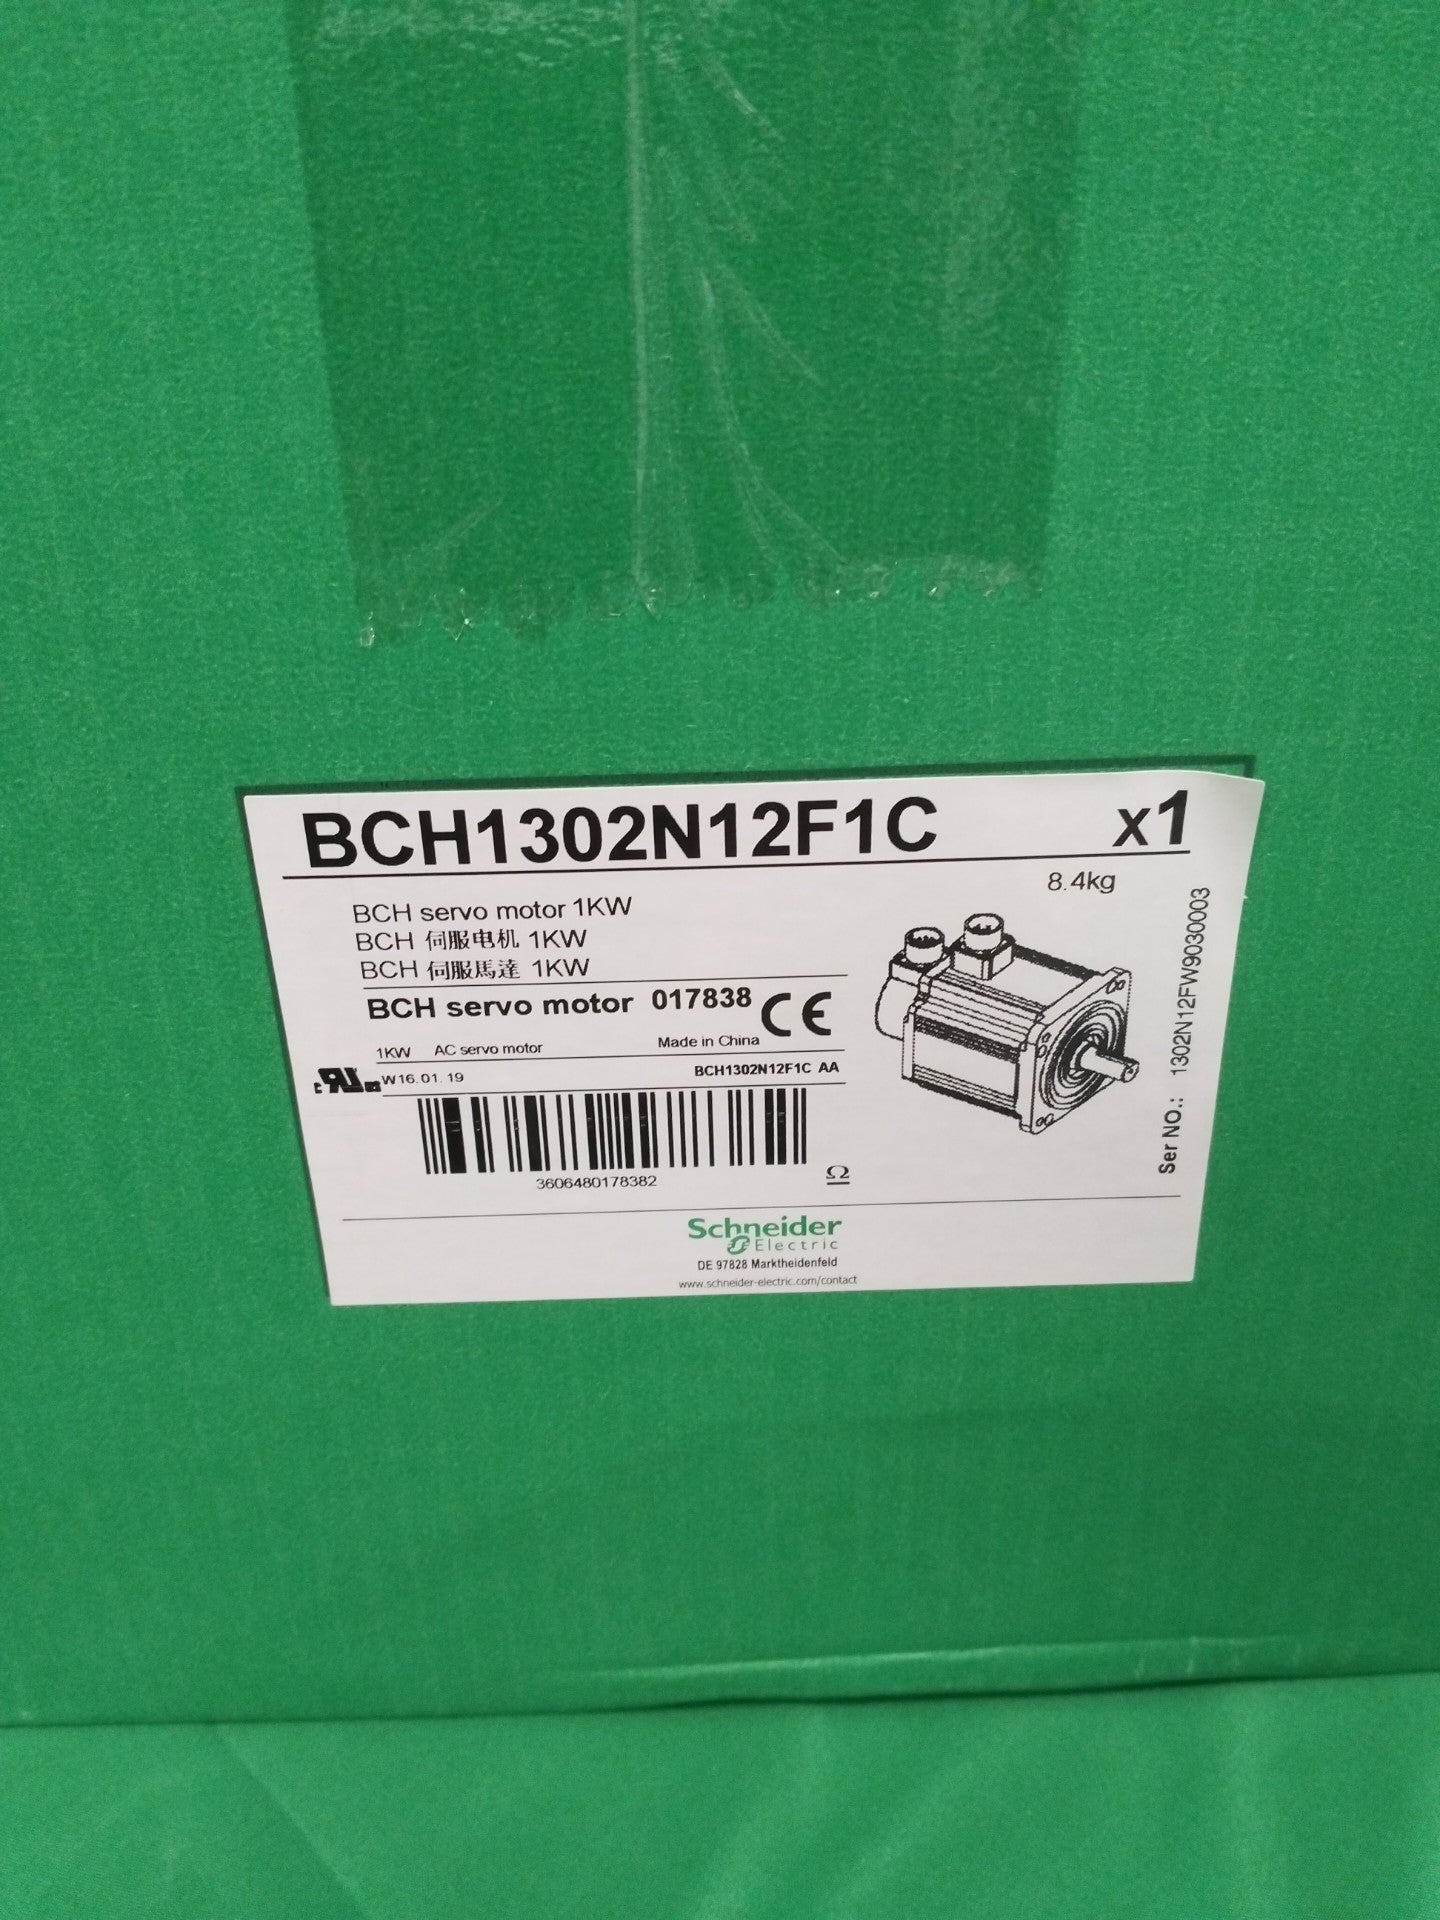 BCH1302N12F1C x1
8.4kg
BCH servo motor 1KW
BCH 伺服电机 1KW
BCH 伺服馬達 1KW
BCH servo motor 017838 CE
1KW AC servo motor Made in China
W16.01.19 BCH1302N12F1C AA
3606480178382
Ser NO.: 1302N12FW9030003
Schneider
Electric
DE 97828 Marktheidenfeld
www.schneider-electric.com/contact